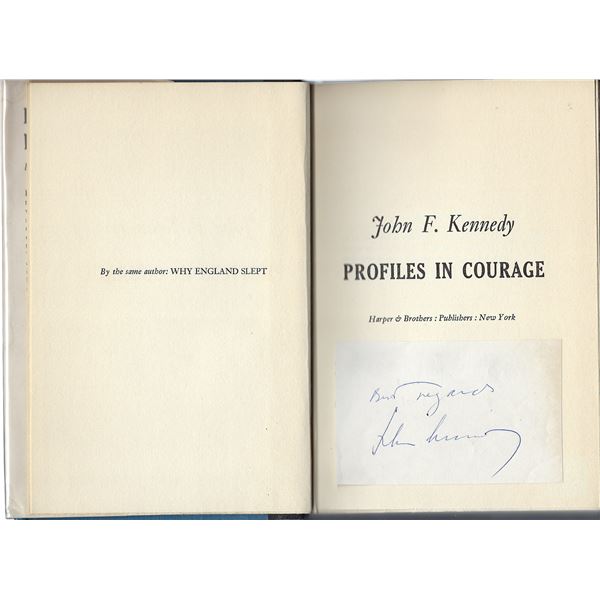 By the same author: WHY ENGLAND SLEPT
John F. Kennedy
PROFILES IN COURAGE
Harper & Brothers : Publishers : New York
Best regards
John